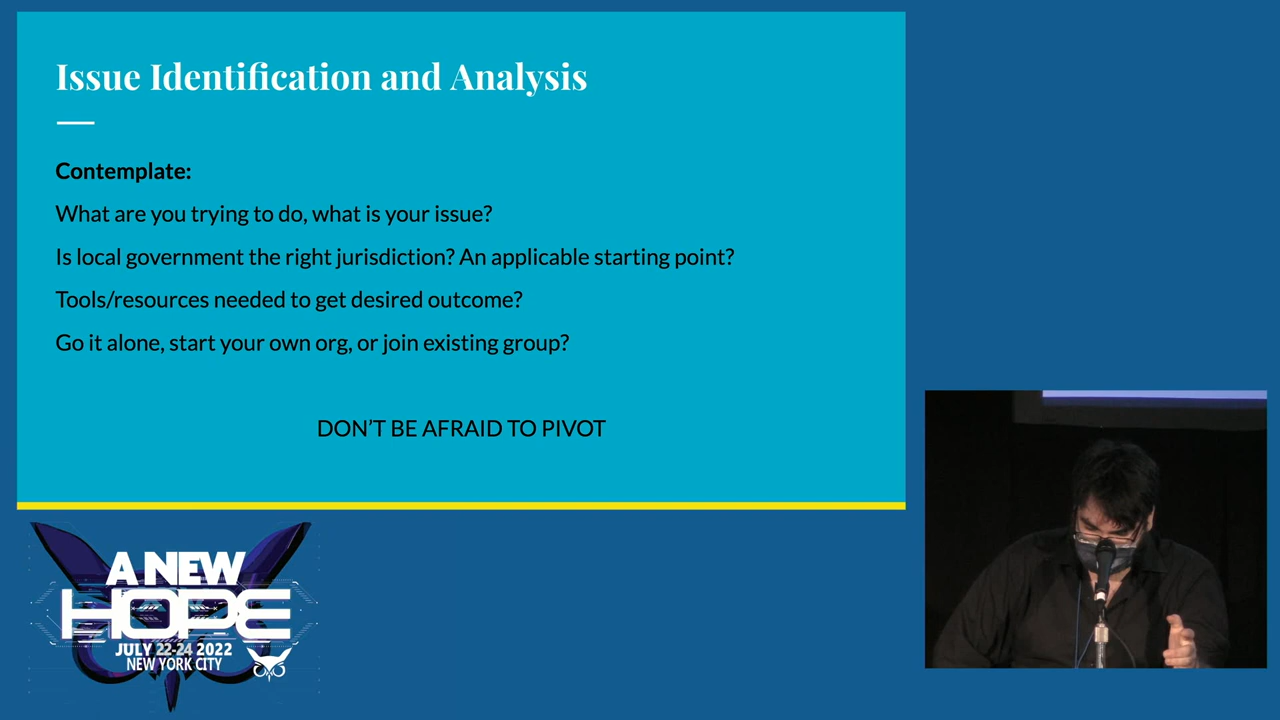 Issue Identification and Analysis
Contemplate:
What are you trying to do, what is your issue?
Is local government the right jurisdiction? An applicable starting point?
Tools/resources needed to get desired outcome?
Go it alone, start your own org, or join existing group?
DON'T BE AFRAID TO PIVOT
A NEW
HOPE
JULY 22-24 2022
NEW YORK CITY